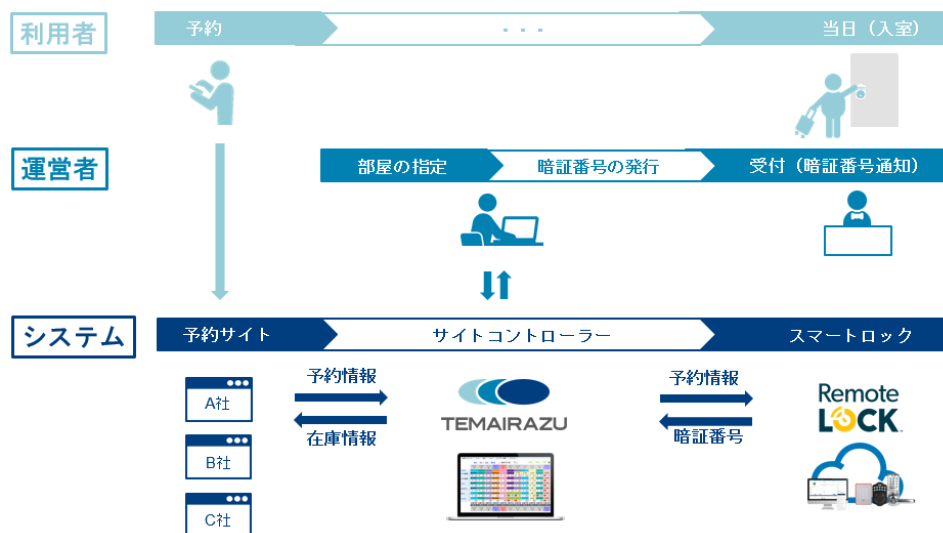 利用者
予約
・・・
当日（入室）
運営者
部屋の指定
暗証番号の発行
受付（暗証番号通知）
システム
予約サイト
サイトコントローラー
スマートロック
A社
B社
C社
予約情報
在庫情報
TEMAIRAZU
予約情報
暗証番号
Remote
LOCK